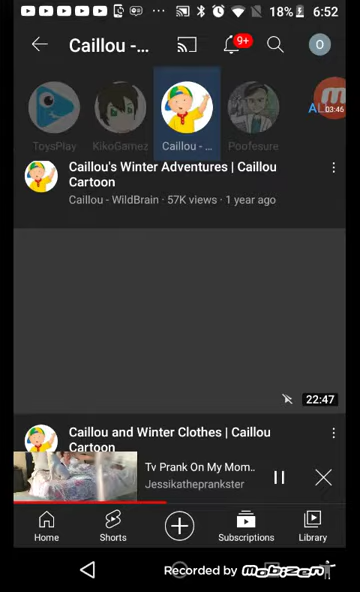 18% 6:52
Caillou -...
9+
O
ToysPlay
KikoGamez
Caillou - ...
Poofesure
AL
03:46
Caillou's Winter Adventures | Caillou
Cartoon
Caillou - WildBrain · 57K views · 1 year ago
22:47
Caillou and Winter Clothes | Caillou
Cartoon
Tv Prank On My Mom..
Jessikatheprankster
Home
Shorts
Subscriptions
Library
Recorded by mobizen